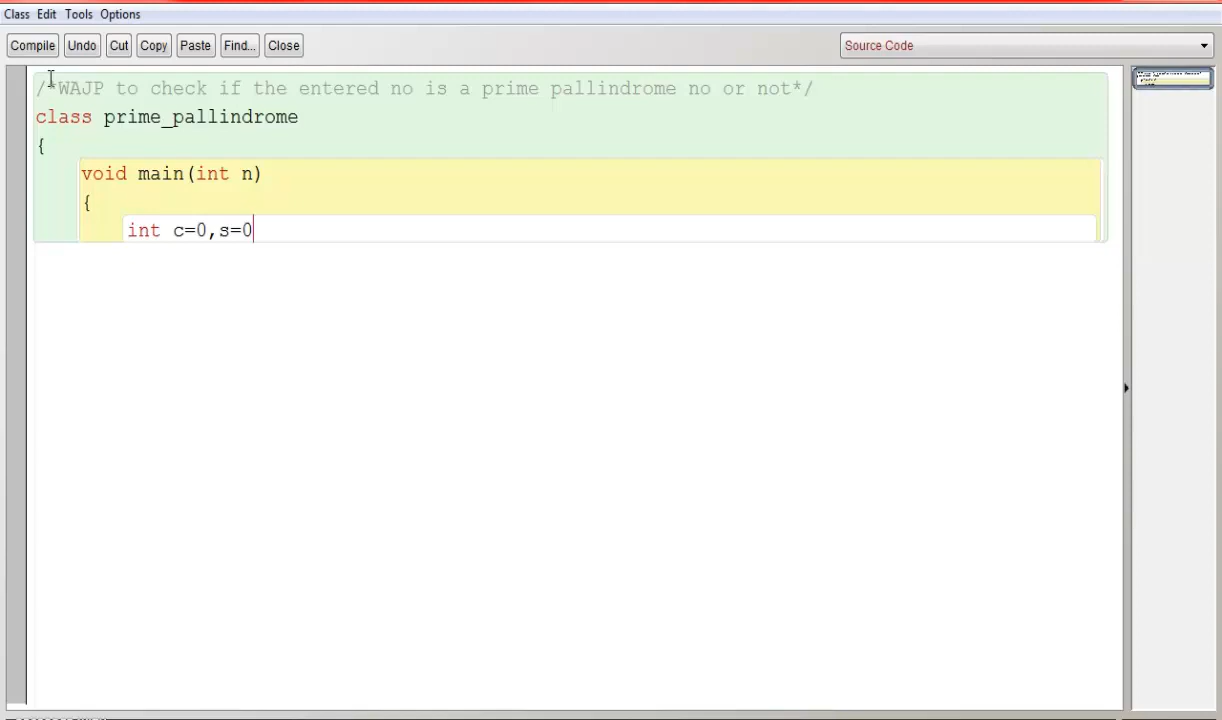 Class Edit Tools Options
Compile Undo Cut Copy Paste Find... Close Source Code
/*WAJP to check if the entered no is a prime pallindrome no or not*/
class prime_pallindrome
{
void main(int n)
{
int c=0,s=0